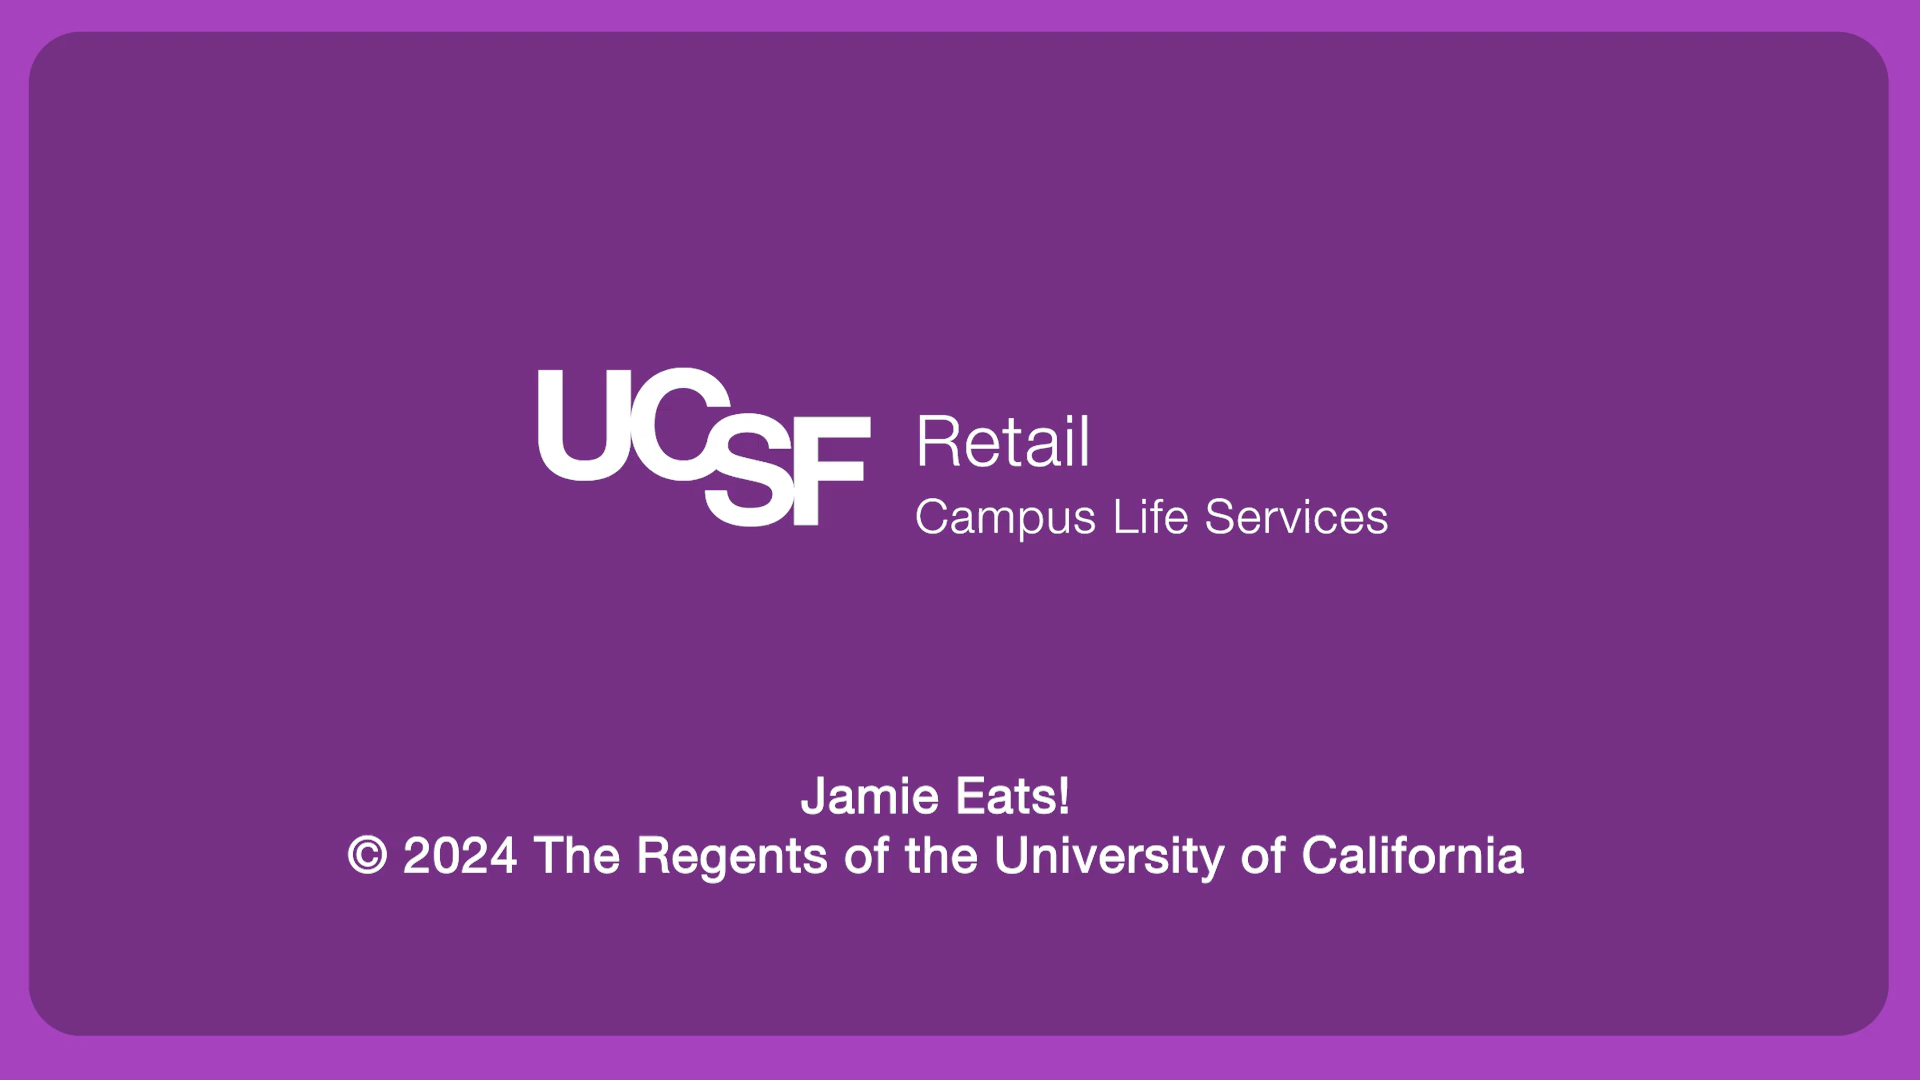 UCSF
Retail
Campus Life Services
Jamie Eats!
© 2024 The Regents of the University of California